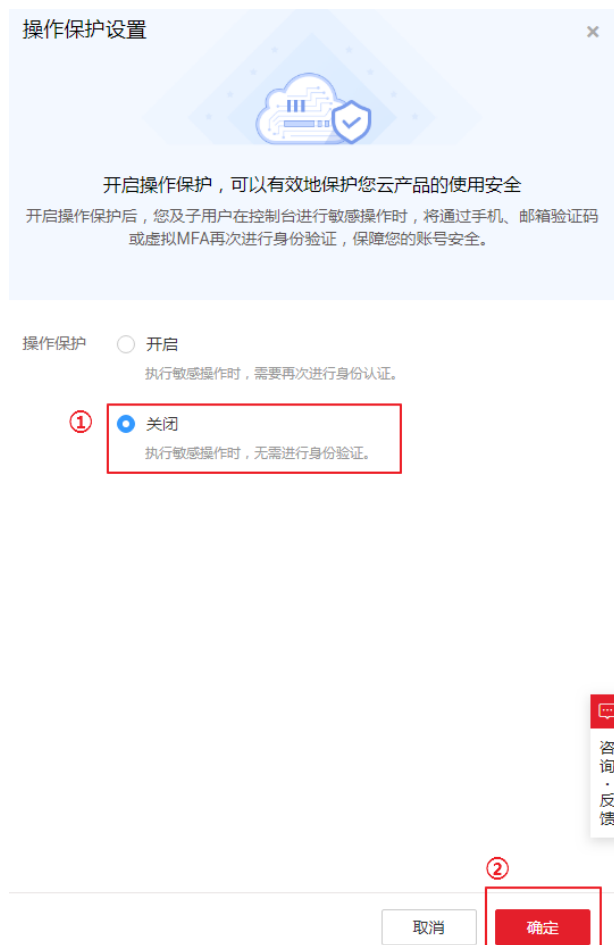 操作保护设置
开启操作保护，可以有效地保护您云产品的使用安全
开启操作保护后，您及子用户在控制台进行敏感操作时，将通过手机、邮箱验证码
或虚拟MFA再次进行身份验证，保障您的账号安全。
操作保护
开启
执行敏感操作时，需要再次进行身份认证。
①
关闭
执行敏感操作时，无需进行身份验证。
咨
询
·
反
馈
②
取消
确定